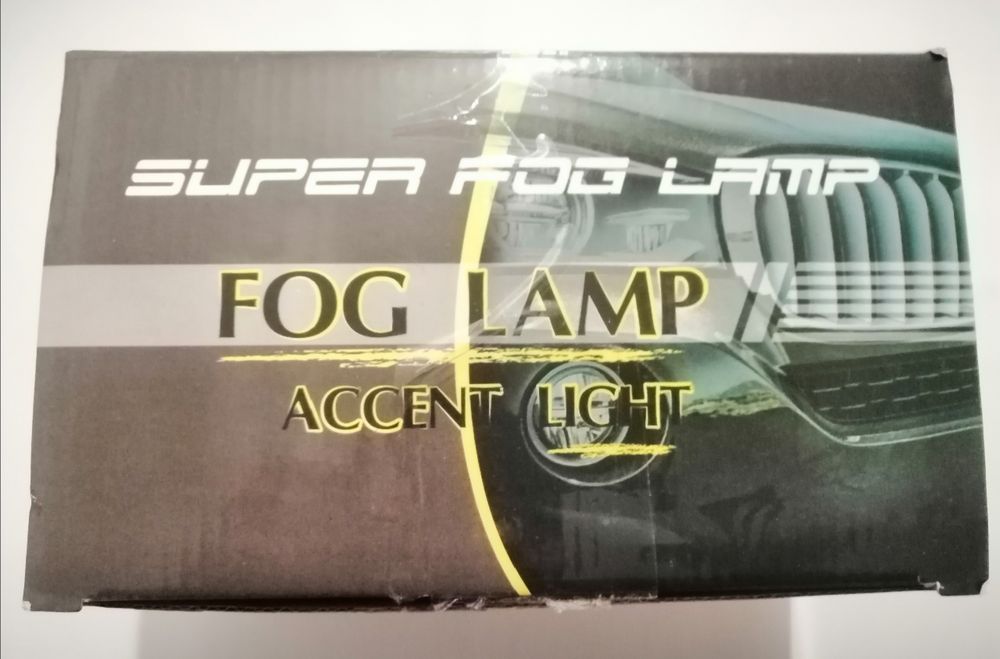 SUPER FOG LAMP
FOG LAMP
ACCENT LIGHT